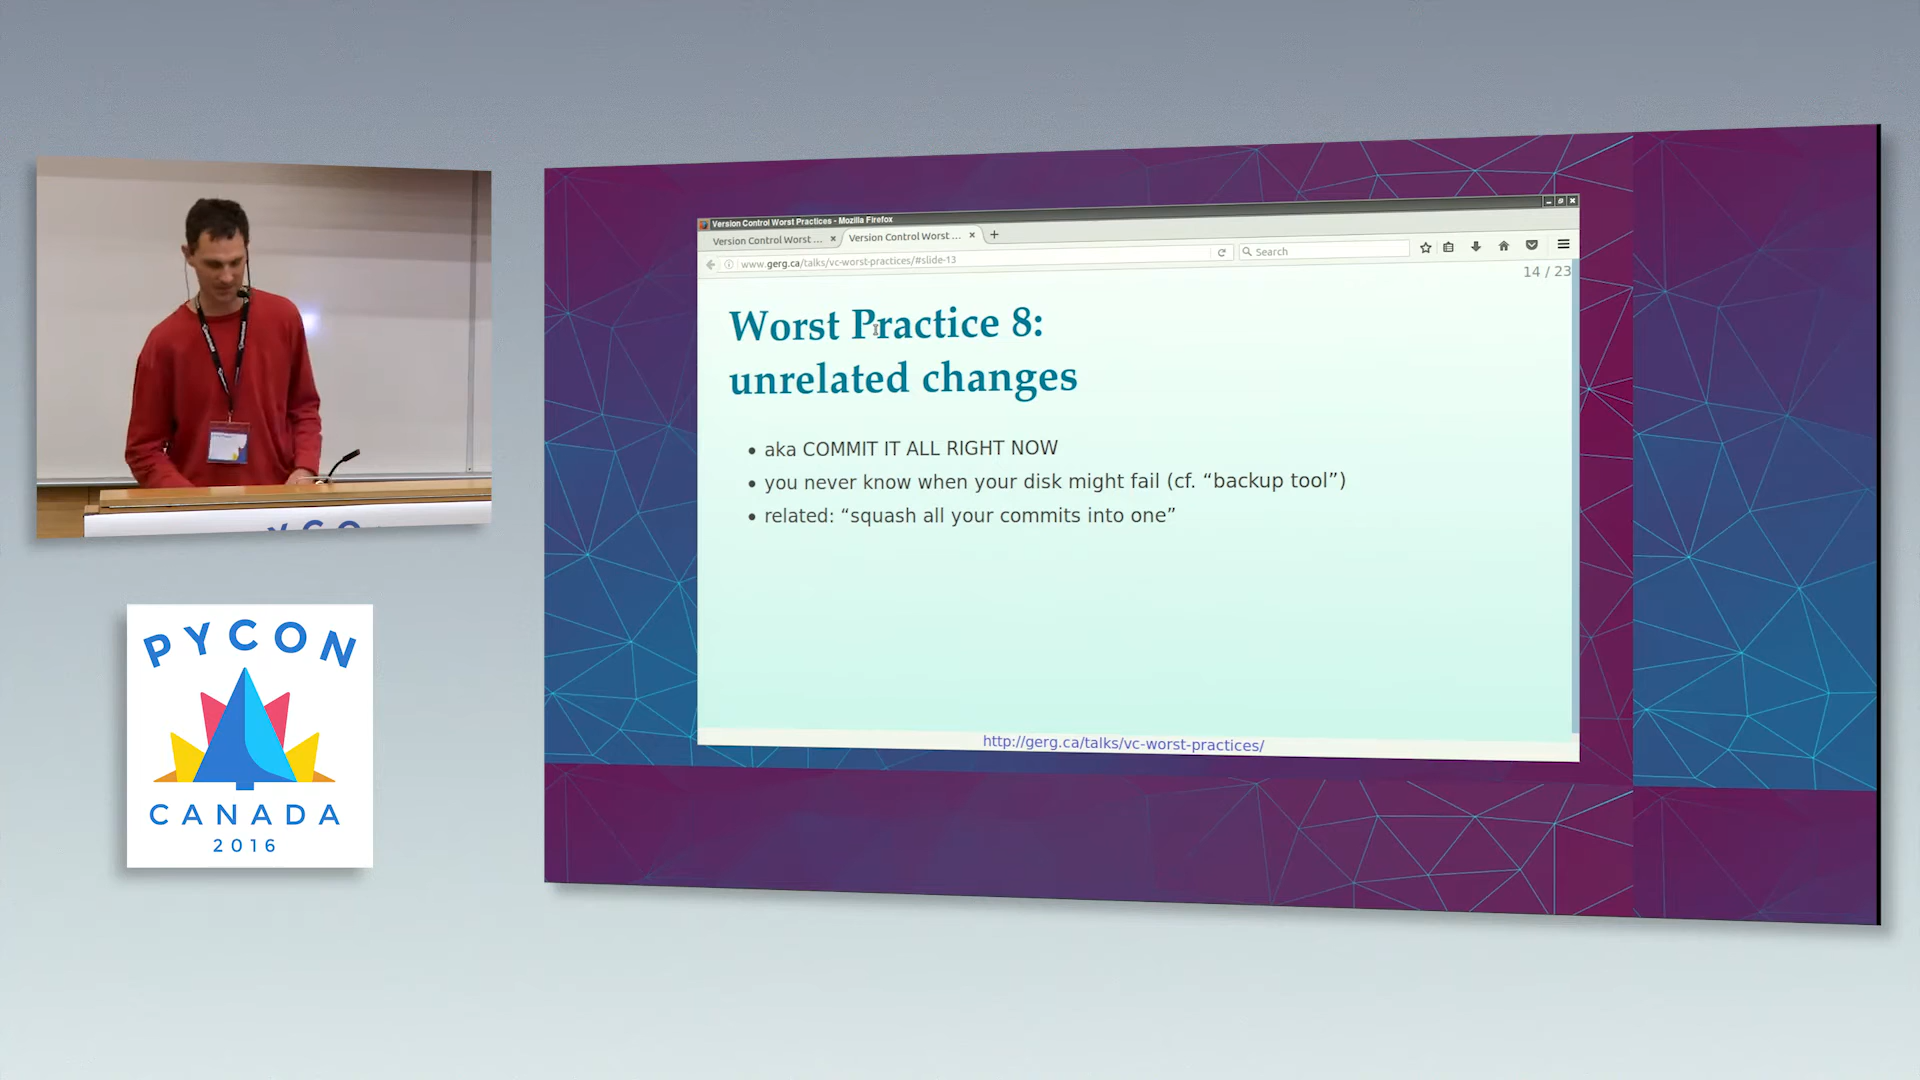 Version Control Worst Practices - Mozilla Firefox
Version Control Worst ...
Version Control Worst ...
www.gerg.ca/talks/vc-worst-practices/#slide-13
Search
14 / 23
Worst Practice 8:
unrelated changes
• aka COMMIT IT ALL RIGHT NOW
• you never know when your disk might fail (cf. “backup tool”)
• related: “squash all your commits into one”
http://gerg.ca/talks/vc-worst-practices/
PYCO
PYCON
CANADA
2016